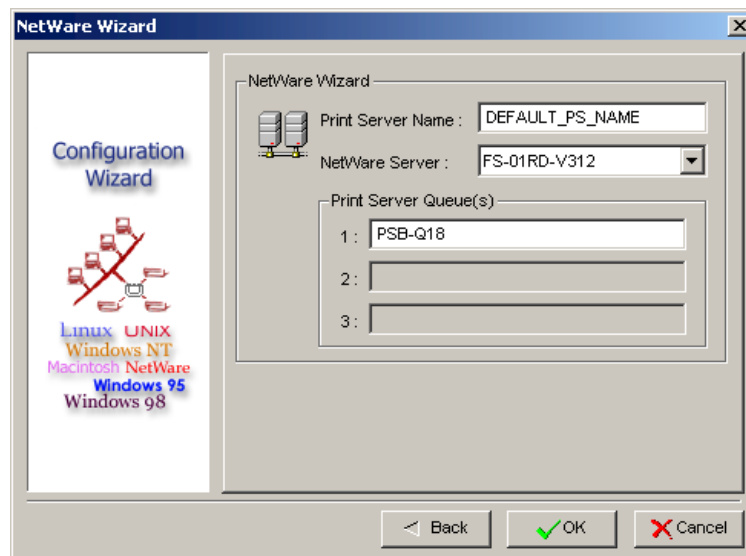 NetWare Wizard
Configuration
Wizard
Linux UNIX
Windows NT
Macintosh NetWare
Windows 95
Windows 98
NetWare Wizard
Print Server Name : DEFAULT_PS_NAME
NetWare Server : FS-01RD-V312
Print Server Queue(s)
1 : PSB-Q18
2 :
3 :
Back OK Cancel